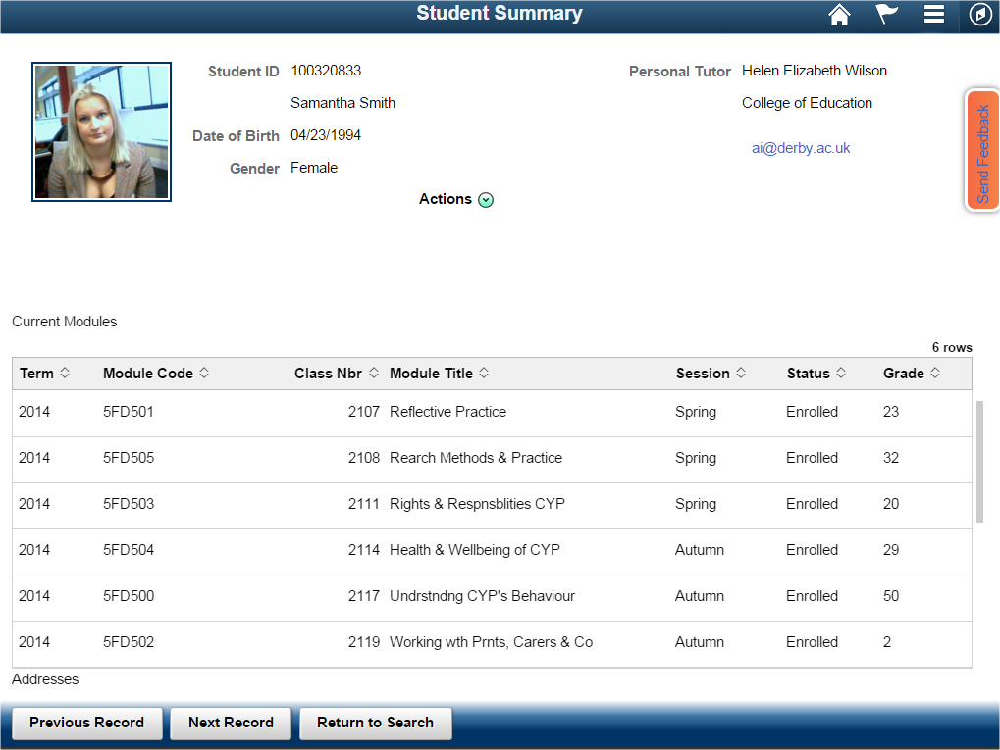 Student Summary
Student ID 100320833
Personal Tutor Helen Elizabeth Wilson
Samantha Smith
College of Education
Date of Birth 04/23/1994
ai@derby.ac.uk
Gender Female
Actions
Send Feedback
Current Modules
6 rows
Term Module Code Class Nbr Module Title Session Status Grade
2014 5FD501 2107 Reflective Practice Spring Enrolled 23
2014 5FD505 2108 Rearch Methods & Practice Spring Enrolled 32
2014 5FD503 2111 Rights & Respnsblities CYP Spring Enrolled 20
2014 5FD504 2114 Health & Wellbeing of CYP Autumn Enrolled 29
2014 5FD500 2117 Undrstndng CYP's Behaviour Autumn Enrolled 50
2014 5FD502 2119 Working wth Prnts, Carers & Co Autumn Enrolled 2
Addresses
Previous Record Next Record Return to Search